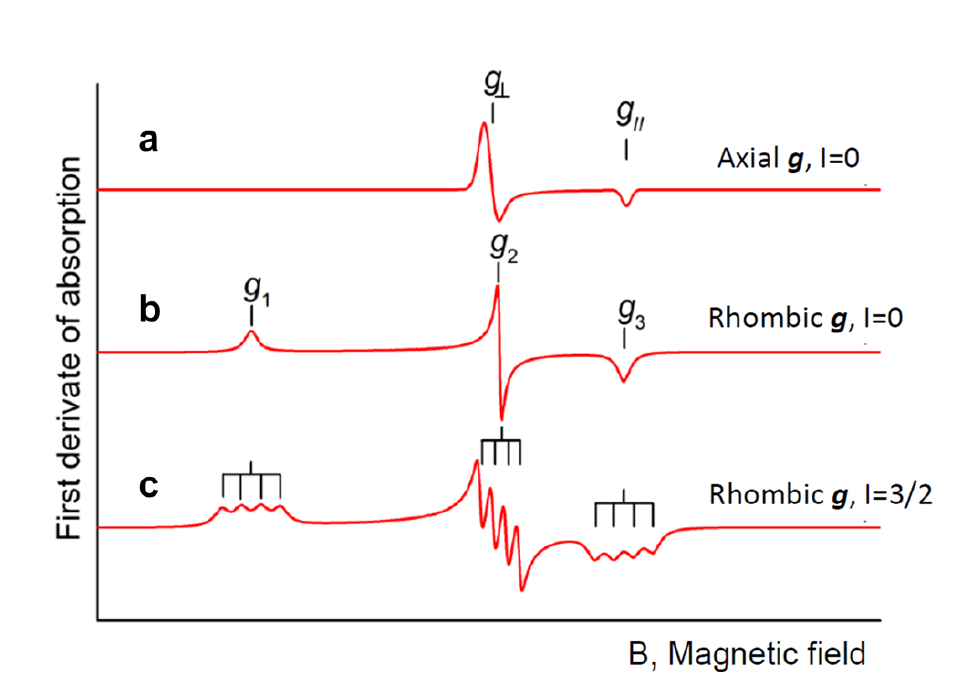 g⊥
g//
a
Axial g, I=0
g2
g1
g3
b
Rhombic g, I=0
c
Rhombic g, I=3/2
First derivate of absorption
B, Magnetic field